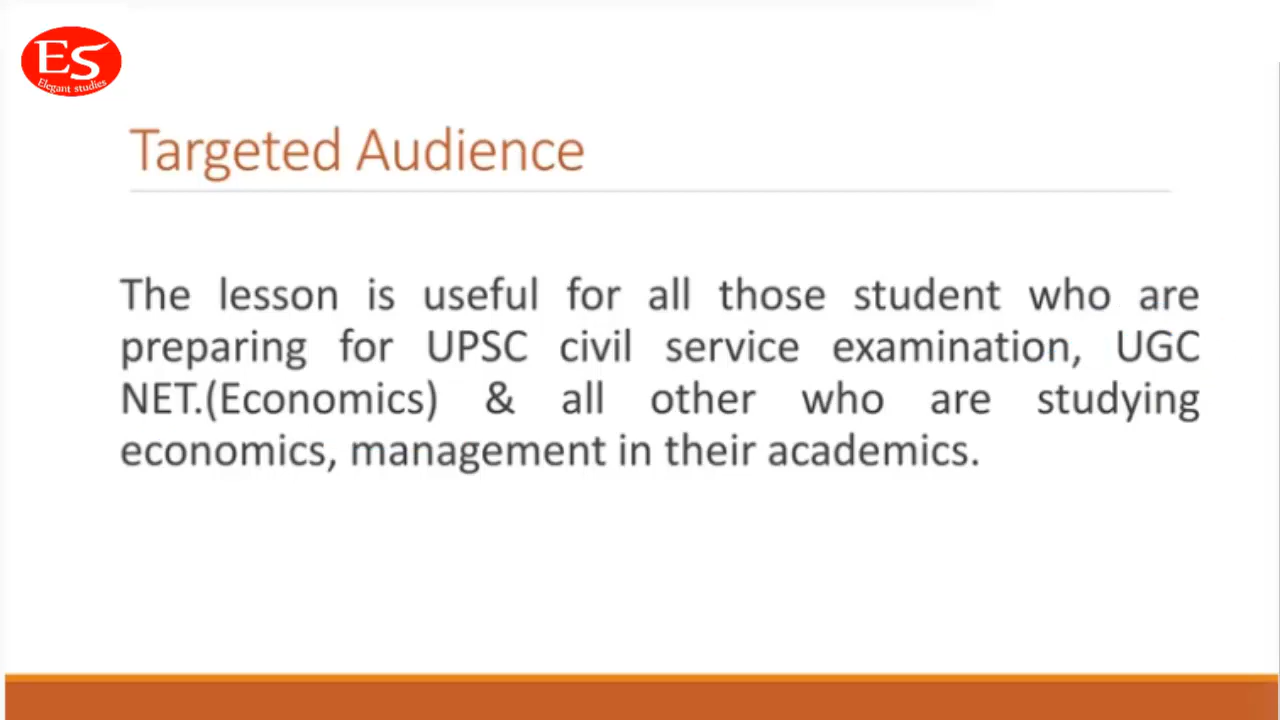 ES
Elegant studies
Targeted Audience
The lesson is useful for all those student who are
preparing for UPSC civil service examination, UGC
NET.(Economics) & all other who are studying
economics, management in their academics.